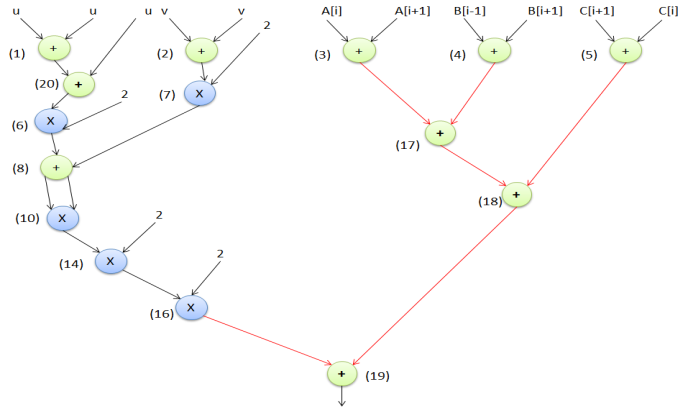 u u u v v 2 A[i] A[i+1] B[i-1] B[i+1] C[i+1] C[i]
(1) + (2) + (3) + (4) + (5) +
(20) +
(7) X
(6) X 2
(17) +
(8) +
(18) +
(10) X 2
(14) X
2
(16) X
+ (19)